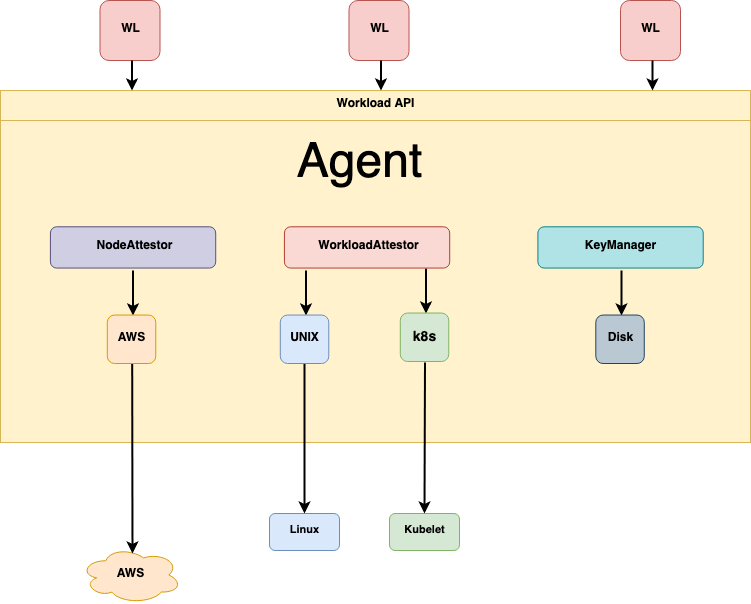 WL
WL
WL
Workload API
Agent
NodeAttestor
WorkloadAttestor
KeyManager
AWS
UNIX
k8s
Disk
Linux
Kubelet
AWS